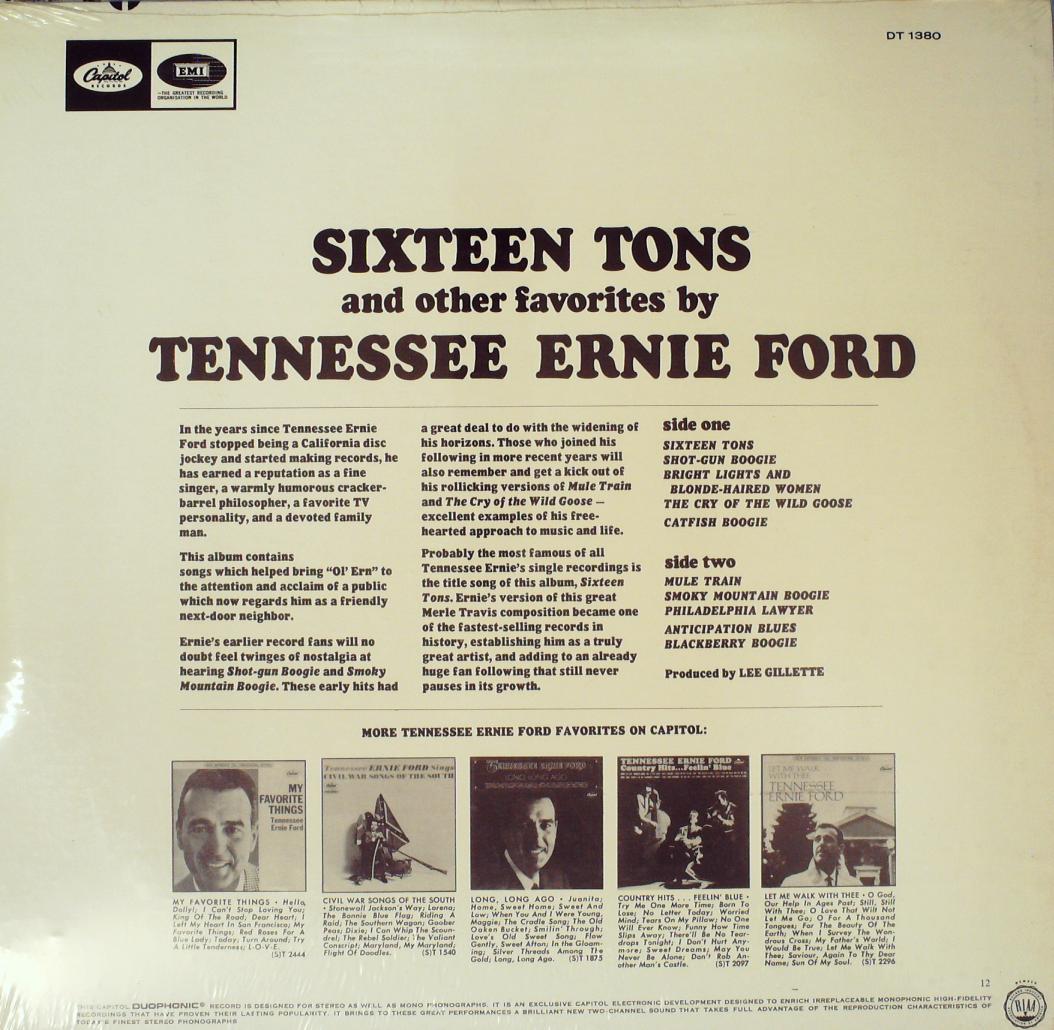 DT 1380
Capitol
RECORDS
EMI
—THE GREATEST RECORDING
ORGANISATION IN THE WORLD
SIXTEEN TONS
and other favorites by
TENNESSEE ERNIE FORD
In the years since Tennessee Ernie
Ford stopped being a California disc
jockey and started making records, he
has earned a reputation as a fine
singer, a warmly humorous cracker-
barrel philosopher, a favorite TV
personality, and a devoted family
man.
This album contains
songs which helped bring “Ol’ Ern” to
the attention and acclaim of a public
which now regards him as a friendly
next-door neighbor.
Ernie’s earlier record fans will no
doubt feel twinges of nostalgia at
hearing Shot-gun Boogie and Smoky
Mountain Boogie. These early hits had
a great deal to do with the widening of
his horizons. Those who joined his
following in more recent years will
also remember and get a kick out of
his rollicking versions of Mule Train
and The Cry of the Wild Goose —
excellent examples of his free-
hearted approach to music and life.
Probably the most famous of all
Tennessee Ernie’s single recordings is
the title song of this album, Sixteen
Tons. Ernie’s version of this great
Merle Travis composition became one
of the fastest-selling records in
history, establishing him as a truly
great artist, and adding to an already
huge fan following that still never
pauses in its growth.
side one
SIXTEEN TONS
SHOT-GUN BOOGIE
BRIGHT LIGHTS AND
BLONDE-HAIRED WOMEN
THE CRY OF THE WILD GOOSE
CATFISH BOOGIE
side two
MULE TRAIN
SMOKY MOUNTAIN BOOGIE
PHILADELPHIA LAWYER
ANTICIPATION BLUES
BLACKBERRY BOOGIE
Produced by LEE GILLETTE
MORE TENNESSEE ERNIE FORD FAVORITES ON CAPITOL:
MY
FAVORITE
THINGS
Tennessee
Ernie Ford
MY FAVORITE THINGS • Hello,
Dolly!; I Can't Stop Loving You;
King Of The Road; Dear Heart; I
Left My Heart In San Francisco; My
Favorite Things; Red Roses For A
Blue Lady; Today; Turn Around; Try
A Little Tenderness; L-O-V-E.
(S)T 2444
Tennessee ERNIE FORD Sings
CIVIL WAR SONGS OF THE SOUTH
CIVIL WAR SONGS OF THE SOUTH
• Stonewall Jackson's Way; Lorena;
The Bonnie Blue Flag; Riding A
Raid; The Southern Wagon; Goober
Peas; Dixie; I Can Whip The Scoun-
drel; The Rebel Soldier; The Valiant
Conscript; Maryland, My Maryland;
Flight Of Doodles. (S)T 1540
TENNESSEE ERNIE FORD
LONG, LONG AGO
LONG, LONG AGO • Juanita;
Home, Sweet Home; Sweet And
Low; When You And I Were Young,
Maggie; The Cradle Song; The Old
Oaken Bucket; Smilin' Through;
Love's Old Sweet Song; Flow
Gently, Sweet Afton; In the Gloam-
ing; Silver Threads Among The
Gold; Long, Long Ago. (S)T 1875
TENNESSEE ERNIE FORD
Country Hits...Feelin' Blue
COUNTRY HITS . . . FEELIN' BLUE •
Try Me One More Time; Born To
Lose; No Letter Today; Worried
Mind; Tears On My Pillow; No One
Will Ever Know; Funny How Time
Slips Away; There'll Be No Tear-
drops Tonight; I Don't Hurt Any-
more; Sweet Dreams; May You
Never Be Alone; Don't Rob An-
other Man's Castle. (S)T 2097
LET ME WALK
WITH THEE
TENNESSEE
ERNIE FORD
LET ME WALK WITH THEE • O God,
Our Help In Ages Past; Still, Still
With Thee; O Love That Will Not
Let Me Go; O For A Thousand
Tongues; For The Beauty Of The
Earth; When I Survey The Won-
drous Cross; My Father's World; I
Would Be True; Let Me Walk With
Thee; Saviour, Again To Thy Dear
Name; Sun Of My Soul. (S)T 2296
12
THIS CAPITOL DUOPHONIC® RECORD IS DESIGNED FOR STEREO AS WELL AS MONO PHONOGRAPHS. IT IS AN EXCLUSIVE CAPITOL ELECTRONIC DEVELOPMENT DESIGNED TO ENRICH IRREPLACEABLE MONOPHONIC HIGH-FIDELITY
RECORDINGS THAT HAVE PROVEN THEIR LASTING POPULARITY. IT BRINGS TO THESE GREAT PERFORMANCES A BRILLIANT NEW TWO-CHANNEL SOUND THAT TAKES FULL ADVANTAGE OF THE REPRODUCTION CHARACTERISTICS OF
TODAY'S FINEST STEREO PHONOGRAPHS
MEMBER
RIAA